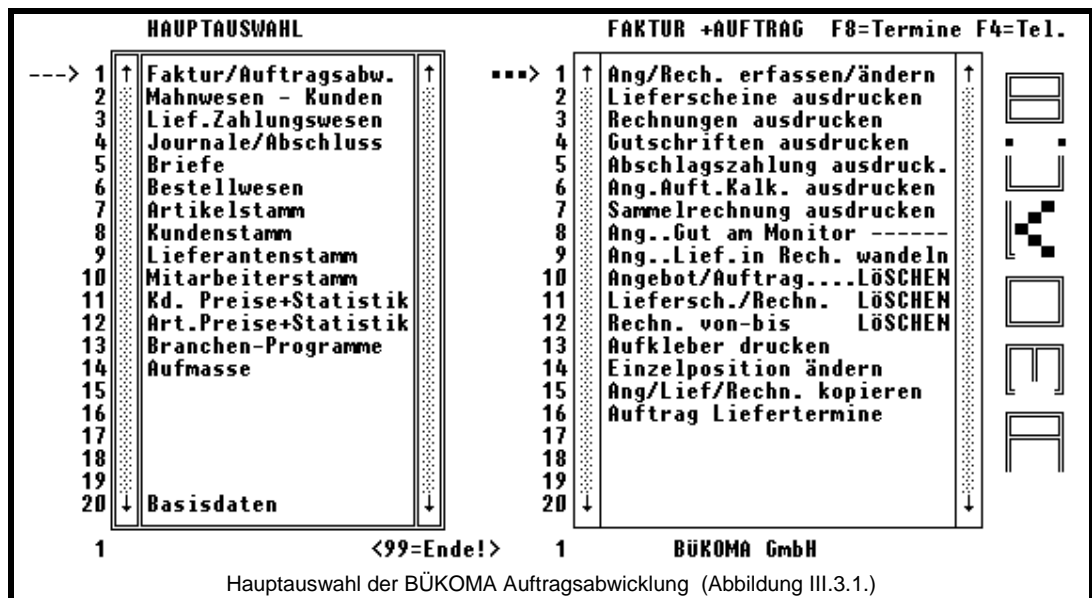 HAUPTAUSWAHL
---> 1 ↑ Faktur/Auftragsabw. ↑
2 Mahnwesen - Kunden
3 Lief.Zahlungswesen
4 Journale/Abschluss
5 Briefe
6 Bestellwesen
7 Artikelstamm
8 Kundenstamm
9 Lieferantenstamm
10 Mitarbeiterstamm
11 Kd. Preise+Statistik
12 Art.Preise+Statistik
13 Branchen-Programme
14 Aufmasse
15
16
17
18
19
20 ↓ Basisdaten ↓
1 <99=Ende!>
FAKTUR +AUFTRAG F8=Termine F4=Tel.
▪▪▪> 1 ↑ Ang/Rech. erfassen/ändern ↑
2 Lieferscheine ausdrucken
3 Rechnungen ausdrucken
4 Gutschriften ausdrucken
5 Abschlagszahlung ausdruck.
6 Ang.Auft.Kalk. ausdrucken
7 Sammelrechnung ausdrucken
8 Ang..Gut am Monitor ------
9 Ang..Lief.in Rech. wandeln
10 Angebot/Auftrag....LöSCHEN
11 Liefersch./Rechn. LöSCHEN
12 Rechn. von-bis LöSCHEN
13 Aufkleber drucken
14 Einzelposition ändern
15 Ang/Lief/Rechn. kopieren
16 Auftrag Liefertermine
17
18
19
20 ↓ ↓
1 BüKOMA GmbH
B
Ü
K
O
M
A
Hauptauswahl der BÜKOMA Auftragsabwicklung (Abbildung III.3.1.)